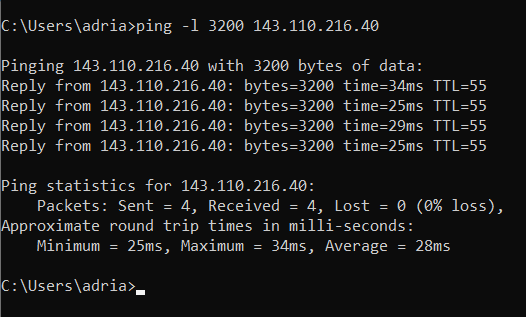 C:\Users\adria>ping -l 3200 143.110.216.40
Pinging 143.110.216.40 with 3200 bytes of data:
Reply from 143.110.216.40: bytes=3200 time=34ms TTL=55
Reply from 143.110.216.40: bytes=3200 time=25ms TTL=55
Reply from 143.110.216.40: bytes=3200 time=29ms TTL=55
Reply from 143.110.216.40: bytes=3200 time=25ms TTL=55
Ping statistics for 143.110.216.40:
    Packets: Sent = 4, Received = 4, Lost = 0 (0% loss),
Approximate round trip times in milli-seconds:
    Minimum = 25ms, Maximum = 34ms, Average = 28ms
C:\Users\adria>